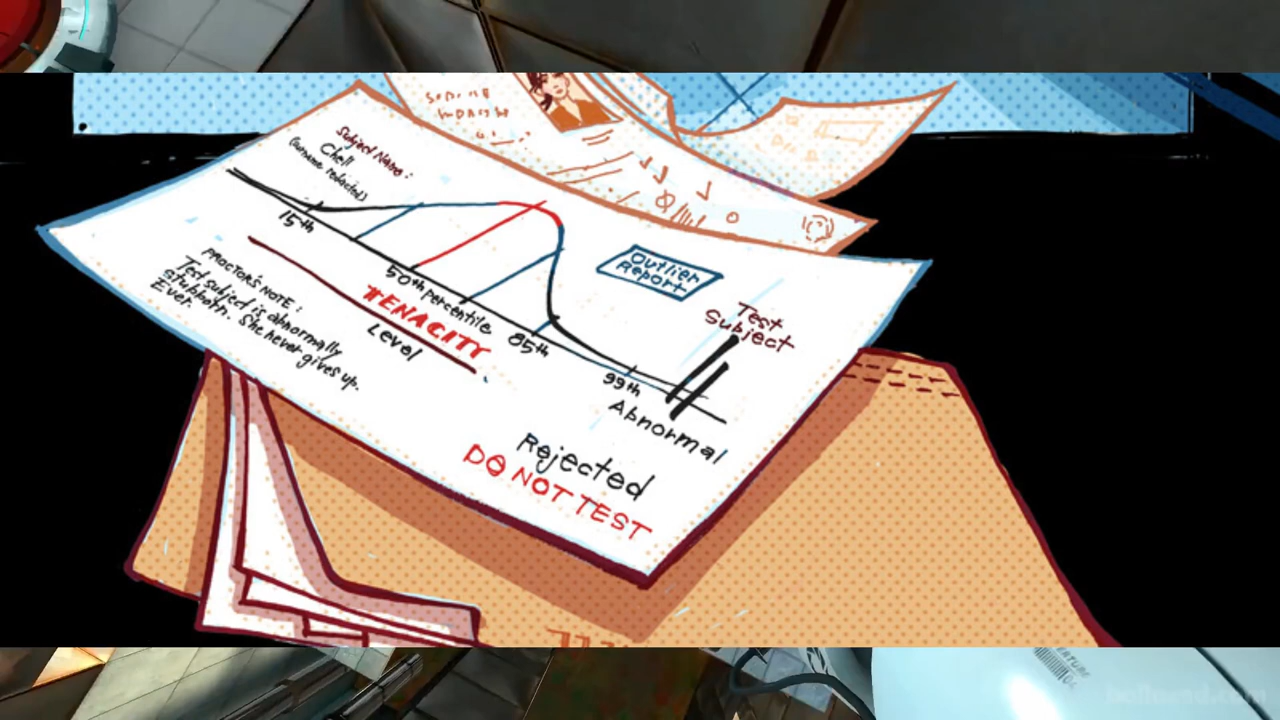 Subject Name:
Chell
(surname redacted)
15th
50th percentile
85th
99th
Abnormal
TENACITY
Level
Outlier
Report
Test
Subject
PROCTOR'S NOTE:
Test subject is abnormally
stubborn. She never gives up.
Ever.
Rejected
DO NOT TEST